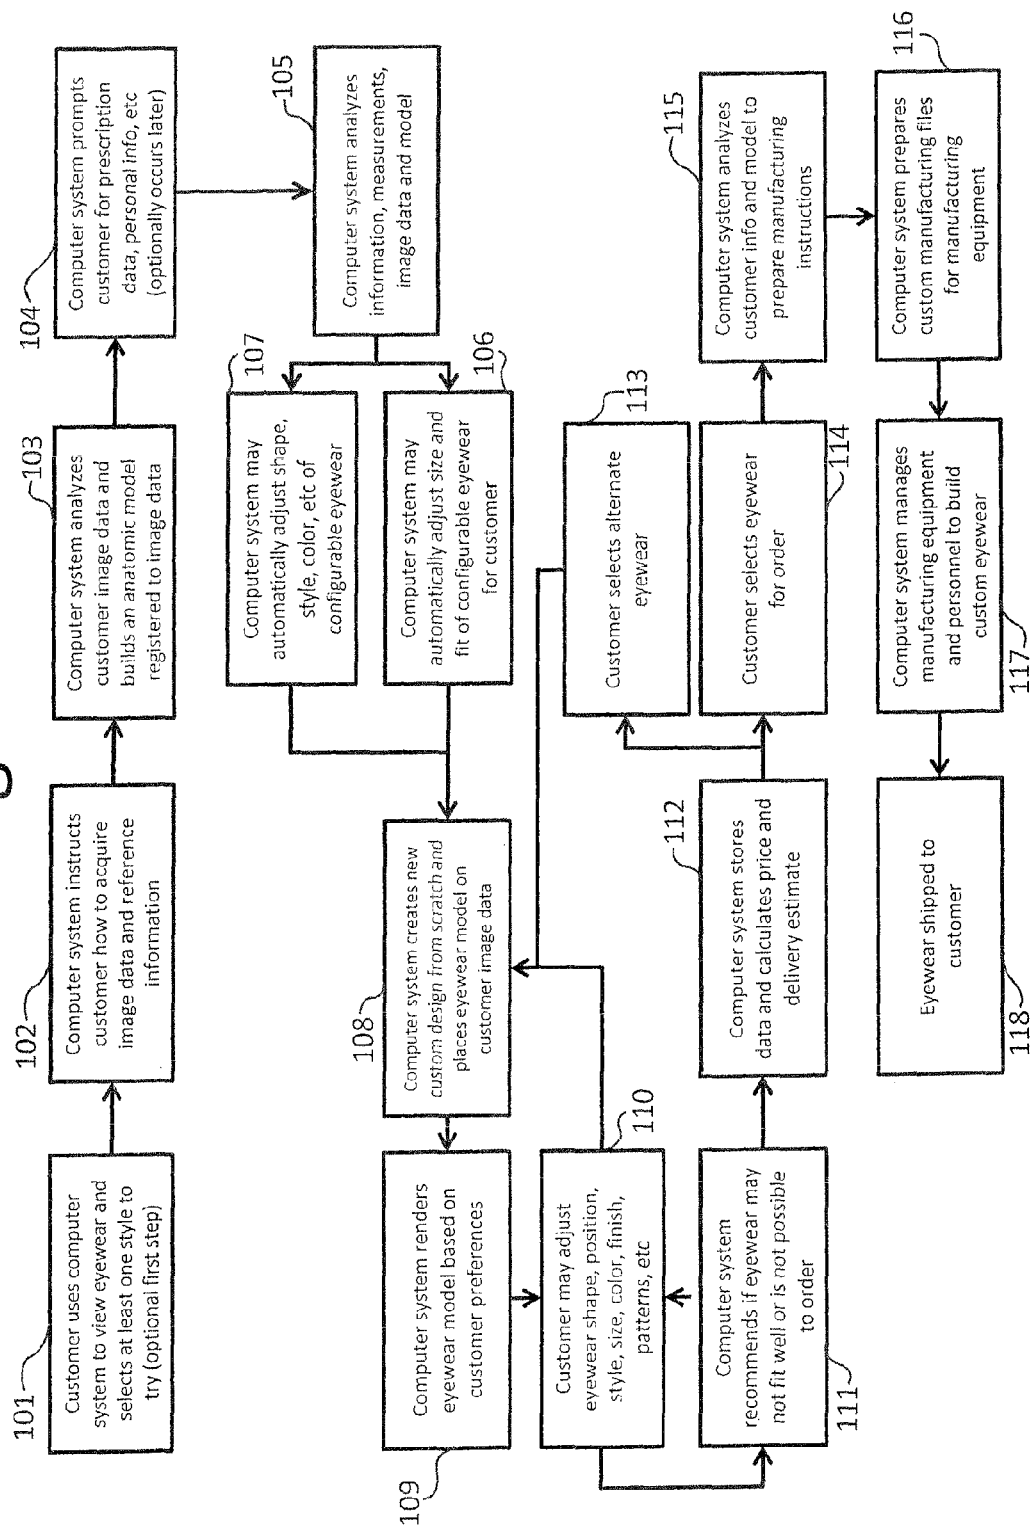 101
Customer uses computer
system to view eyewear and
selects at least one style to
try (optional first step)
102
Computer system instructs
customer how to acquire
image data and reference
information
103
Computer system analyzes
customer image data and
builds an anatomic model
registered to image data
104
Computer system prompts
customer for prescription
data, personal info, etc
(optionally occurs later)
105
Computer system analyzes
information, measurements,
image data and model
107
Computer system may
automatically adjust shape,
style, color, etc of
configurable eyewear
106
Computer system may
automatically adjust size and
fit of configurable eyewear
for customer
108
Computer system creates new
custom design from scratch and
places eyewear model on
customer image data
109
Computer system renders
eyewear model based on
customer preferences
110
Customer may adjust
eyewear shape, position,
style, size, color, finish,
patterns, etc
111
Computer system
recommends if eyewear may
not fit well or is not possible
to order
112
Computer system stores
data and calculates price and
delivery estimate
113
Customer selects alternate
eyewear
114
Customer selects eyewear
for order
115
Computer system analyzes
customer info and model to
prepare manufacturing
instructions
116
Computer system prepares
custom manufacturing files
for manufacturing
equipment
117
Computer system manages
manufacturing equipment
and personnel to build
custom eyewear
118
Eyewear shipped to
customer